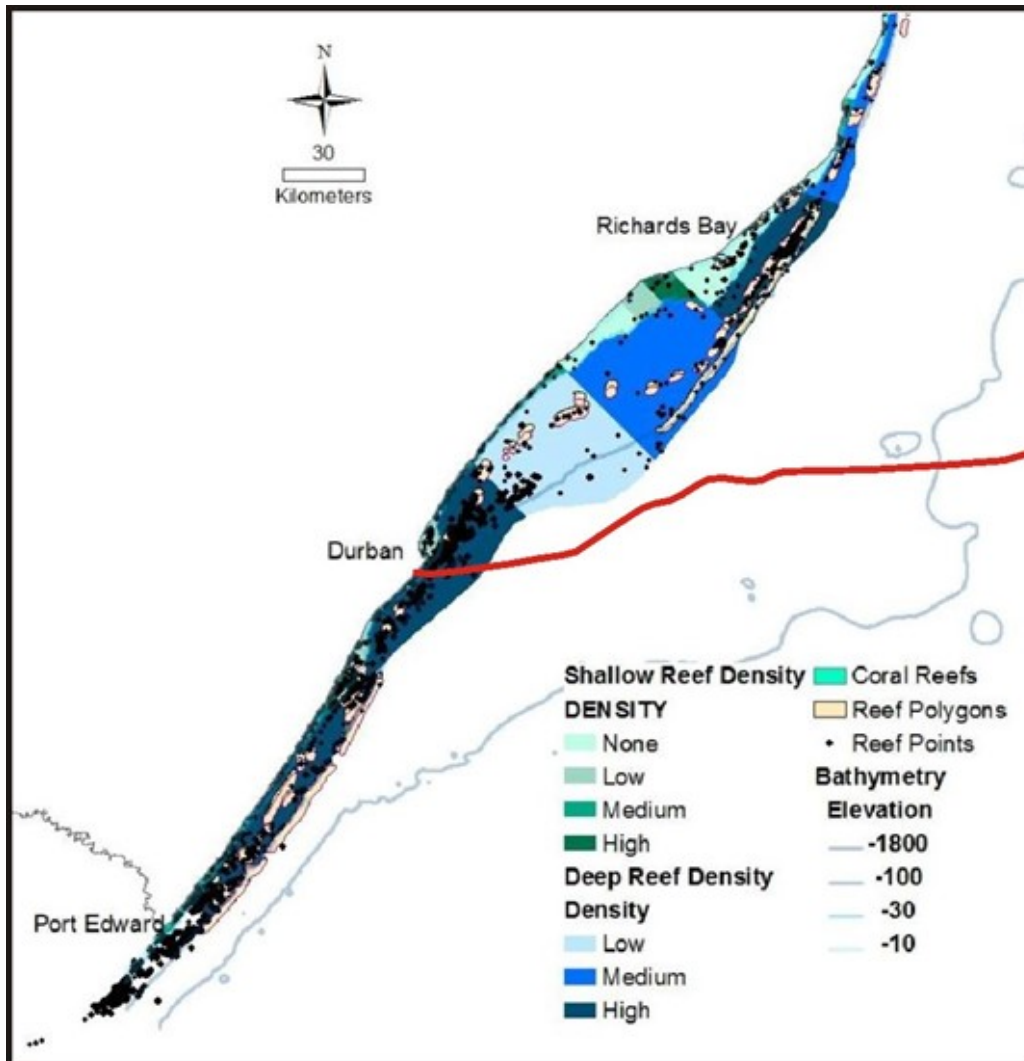 N
30
Kilometers
Richards Bay
Durban
Port Edward
Shallow Reef Density
DENSITY
None
Low
Medium
High
Deep Reef Density
Density
Low
Medium
High
Coral Reefs
Reef Polygons
Reef Points
Bathymetry
Elevation
-1800
-100
-30
-10